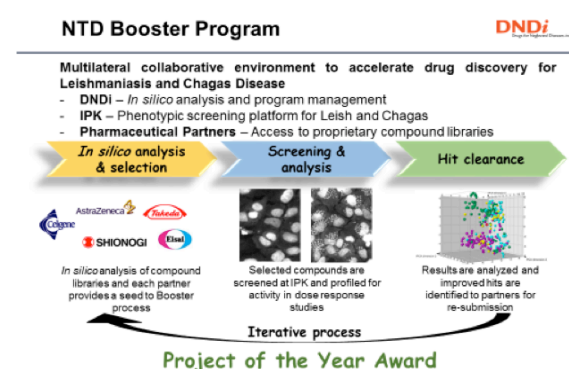 NTD Booster Program
DNDi
Multilateral collaborative environment to accelerate drug discovery for
Leishmaniasis and Chagas Disease
- DNDi – In silico analysis and program management
- IPK – Phenotypic screening platform for Leish and Chagas
- Pharmaceutical Partners – Access to proprietary compound libraries
In silico analysis
& selection
Screening &
analysis
Hit clearance
AstraZeneca
Takeda
Celgene
SHIONOGI
Eisai
In silico analysis of compound
libraries and each partner
provides a seed to Booster
process
Selected compounds are
screened at IPK and profiled for
activity in dose response
studies
Results are analyzed and
improved hits are
identified to partners for
re-submission
Iterative process
Project of the Year Award